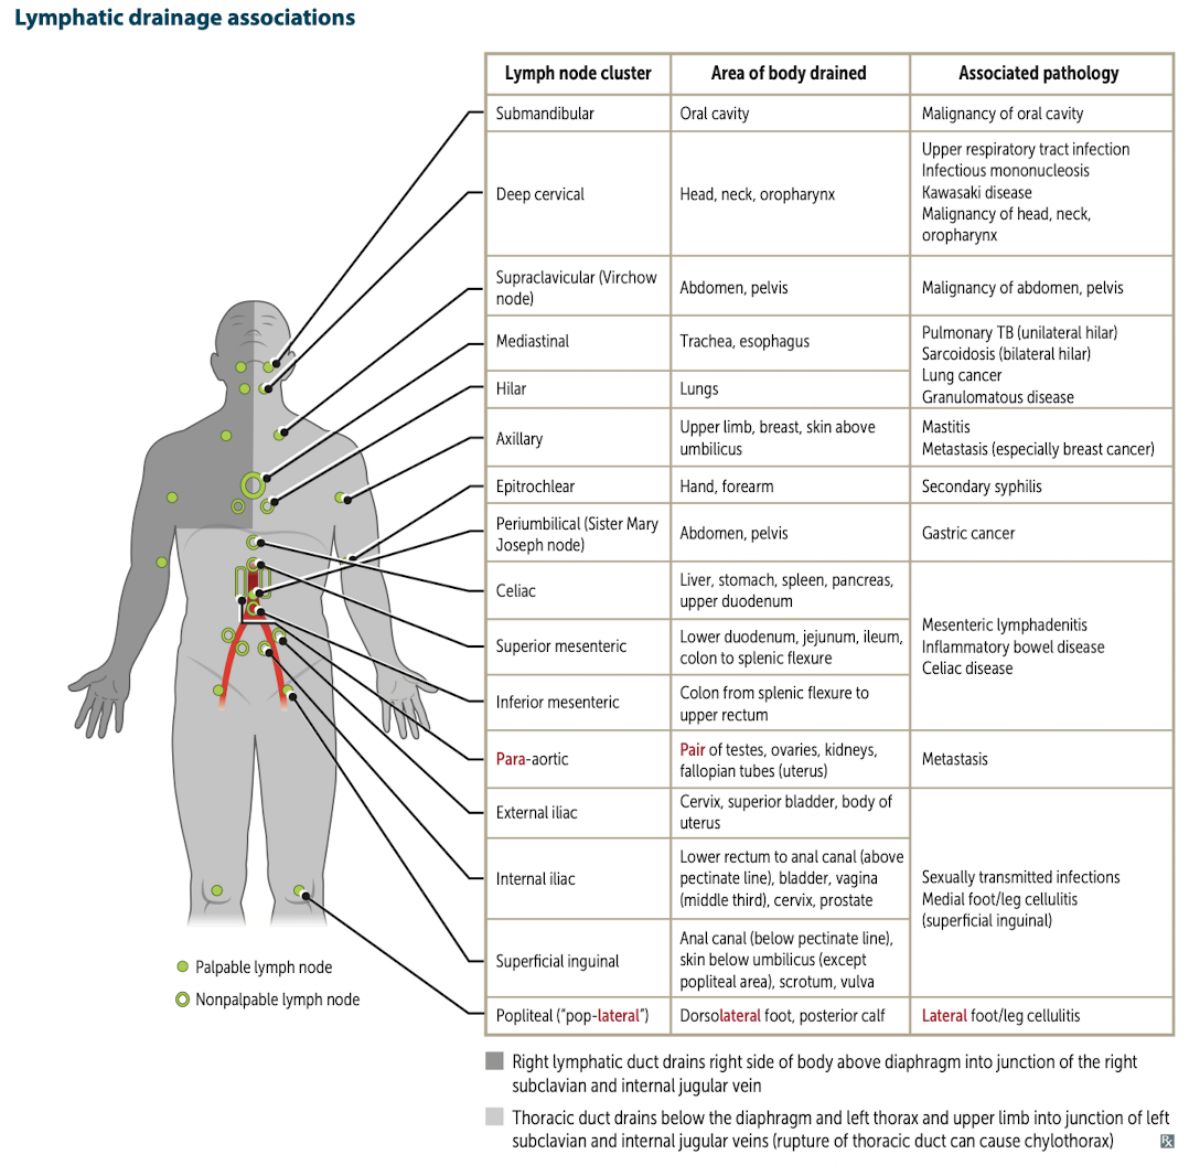 Lymphatic drainage associations
Lymph node cluster
Area of body drained
Associated pathology
Submandibular
Oral cavity
Malignancy of oral cavity
Deep cervical
Head, neck, oropharynx
Upper respiratory tract infection
Infectious mononucleosis
Kawasaki disease
Malignancy of head, neck,
oropharynx
Supraclavicular (Virchow
node)
Abdomen, pelvis
Malignancy of abdomen, pelvis
Mediastinal
Trachea, esophagus
Pulmonary TB (unilateral hilar)
Sarcoidosis (bilateral hilar)
Lung cancer
Granulomatous disease
Hilar
Lungs
Axillary
Upper limb, breast, skin above
umbilicus
Mastitis
Metastasis (especially breast cancer)
Epitrochlear
Hand, forearm
Secondary syphilis
Periumbilical (Sister Mary
Joseph node)
Abdomen, pelvis
Gastric cancer
Celiac
Liver, stomach, spleen, pancreas,
upper duodenum
Mesenteric lymphadenitis
Inflammatory bowel disease
Celiac disease
Superior mesenteric
Lower duodenum, jejunum, ileum,
colon to splenic flexure
Inferior mesenteric
Colon from splenic flexure to
upper rectum
Para-aortic
Pair of testes, ovaries, kidneys,
fallopian tubes (uterus)
Metastasis
External iliac
Cervix, superior bladder, body of
uterus
Sexually transmitted infections
Medial foot/leg cellulitis
(superficial inguinal)
Internal iliac
Lower rectum to anal canal (above
pectinate line), bladder, vagina
(middle third), cervix, prostate
Superficial inguinal
Anal canal (below pectinate line),
skin below umbilicus (except
popliteal area), scrotum, vulva
Popliteal (“pop-lateral”)
Dorsolateral foot, posterior calf
Lateral foot/leg cellulitis
Palpable lymph node
Nonpalpable lymph node
Right lymphatic duct drains right side of body above diaphragm into junction of the right
subclavian and internal jugular vein
Thoracic duct drains below the diaphragm and left thorax and upper limb into junction of left
subclavian and internal jugular veins (rupture of thoracic duct can cause chylothorax)
Rx